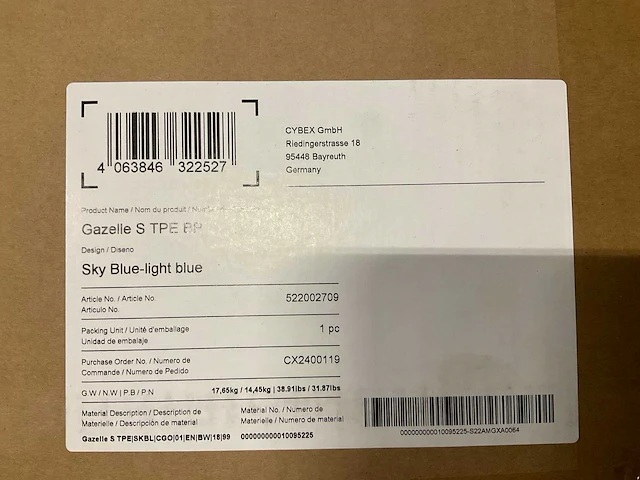 4 063846 322527
CYBEX GmbH
Riedingerstrasse 18
95448 Bayreuth
Germany
Product Name / Nom du produit /
Gazelle S TPE BP
Design / Diseno
Sky Blue-light blue
Article No. / Article No.
Articulo No.
522002709
Packing Unit / Unité d'emballage
Unidad de embalaje
1 pc
Purchase Order No. / Numero de
Commande / Numero de Pedido
CX2400119
GW/NW|PB/PN
17,65kg / 14,45kg | 38.91lbs / 31.87lbs
Material Description / Description de
Materielle / Descripción de material
Material No. / Numero de
Materielle / Numero de material
Gazelle S TPE|SKBL|CGO|01|EN|BW|18|99
000000000010095225
000000000010095225-S22AMGXA0064